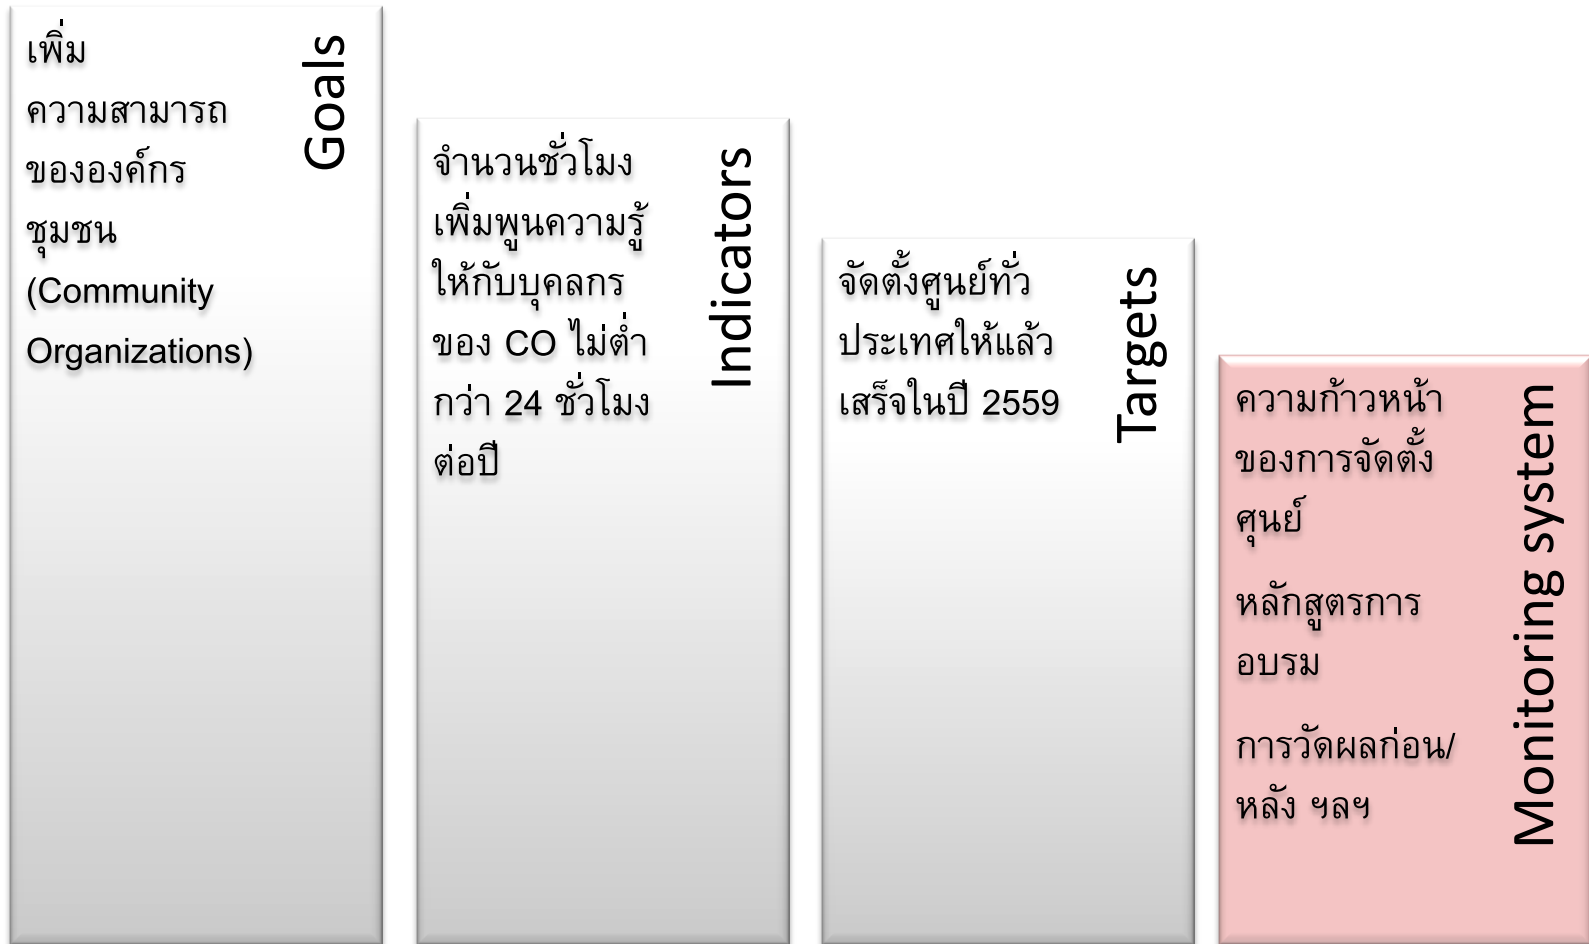 Goals
เพิ่ม
ความสามารถ
ขององค์กร
ชุมชน
(Community
Organizations)
Indicators
จำนวนชั่วโมง
เพิ่มพูนความรู้
ให้กับบุคลกร
ของ CO ไม่ต่ำ
กว่า 24 ชั่วโมง
ต่อปี
Targets
จัดตั้งศูนย์ทั่ว
ประเทศให้แล้ว
เสร็จในปี 2559
Monitoring system
ความก้าวหน้า
ของการจัดตั้ง
ศุนย์
หลักสูตรการ
อบรม
การวัดผลก่อน/
หลัง ฯลฯ